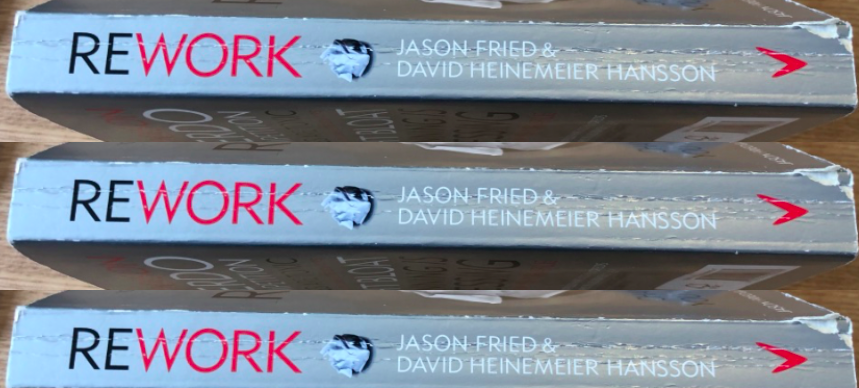 REWORK
JASON FRIED &
DAVID HEINEMEIER HANSSON
REWORK
JASON FRIED &
DAVID HEINEMEIER HANSSON
REWORK
JASON FRIED &
DAVID HEINEMEIER HANSSON